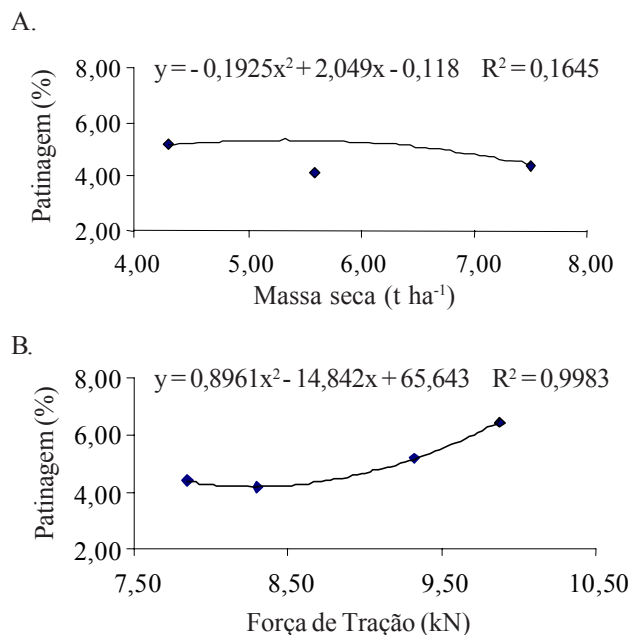 A.
y = - 0,1925x² + 2,049x - 0,118 R² = 0,1645
Patinagem (%)
8,00
6,00
4,00
2,00
4,00 5,00 6,00 7,00 8,00
Massa seca (t ha⁻¹)
B.
y = 0,8961x² - 14,842x + 65,643 R² = 0,9983
Patinagem (%)
8,00
6,00
4,00
2,00
7,50 8,50 9,50 10,50
Força de Tração (kN)